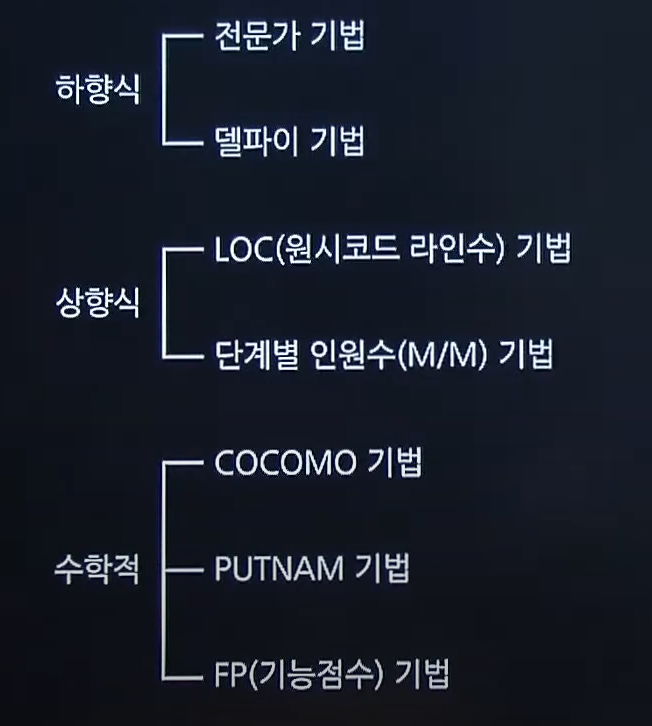 하향식
전문가 기법
델파이 기법
상향식
LOC(원시코드 라인수) 기법
단계별 인원수(M/M) 기법
수학적
COCOMO 기법
PUTNAM 기법
FP(기능점수) 기법